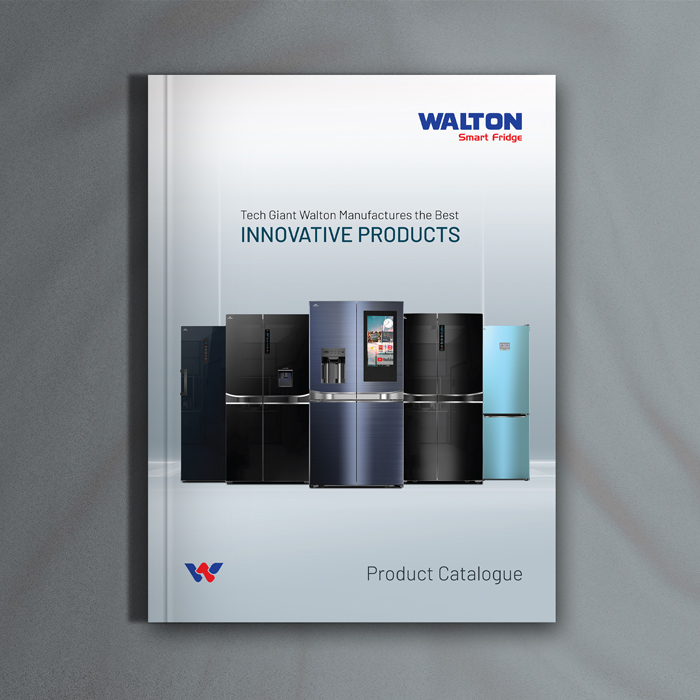 WALTON
Smart Fridge
Tech Giant Walton Manufactures the Best
INNOVATIVE PRODUCTS
Product Catalogue